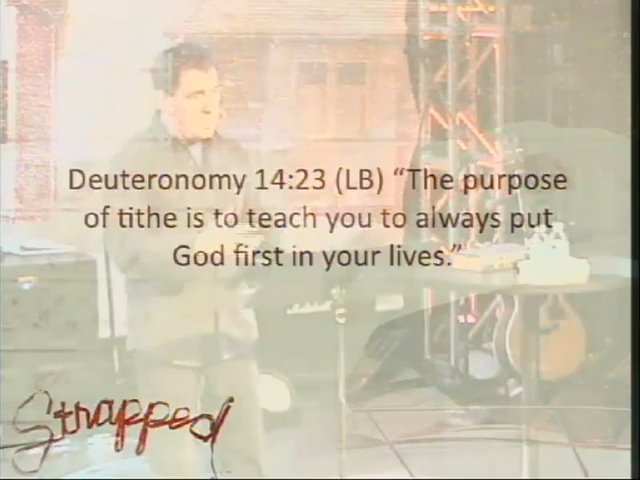 Deuteronomy 14:23 (LB) “The purpose
of tithe is to teach you to always put
God first in your lives.”
Strapped